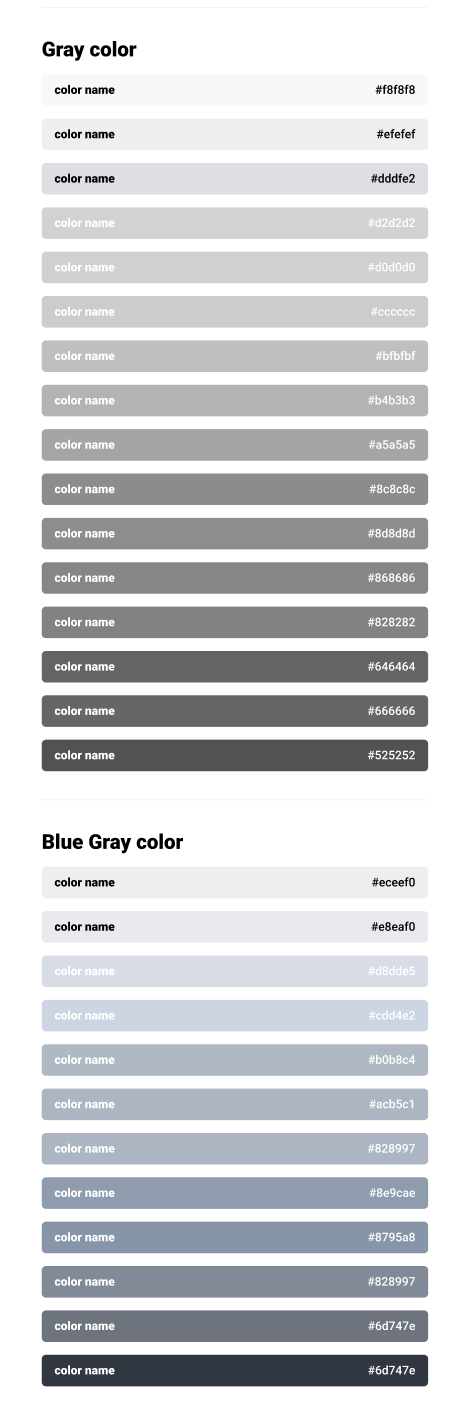 Gray color
color name #f8f8f8
color name #efefef
color name #dddfe2
color name #d2d2d2
color name #d0d0d0
color name #cccccc
color name #bfbfbf
color name #b4b3b3
color name #a5a5a5
color name #8c8c8c
color name #8d8d8d
color name #868686
color name #828282
color name #646464
color name #666666
color name #525252
Blue Gray color
color name #eceef0
color name #e8eaf0
color name #d8dde5
color name #cdd4e2
color name #b0b8c4
color name #acb5c1
color name #828997
color name #8e9cae
color name #8795a8
color name #828997
color name #6d747e
color name #6d747e